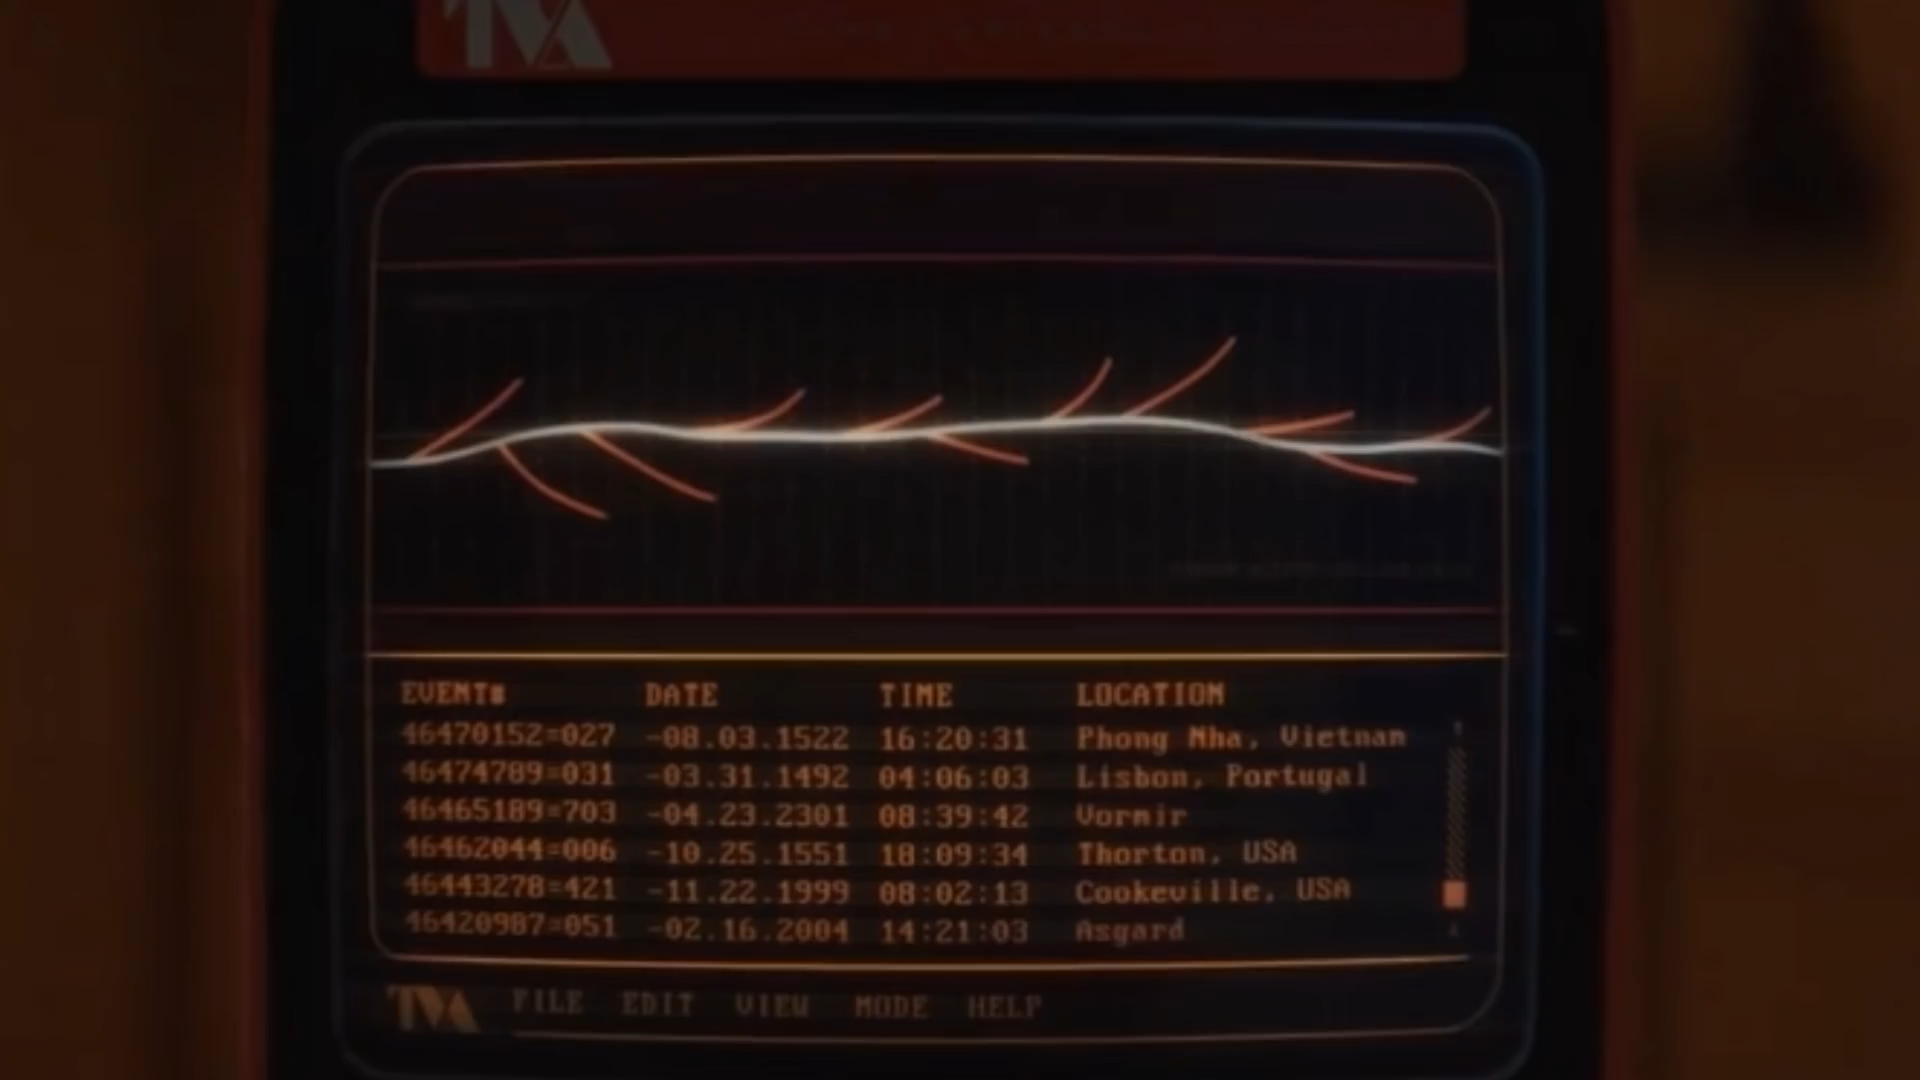 TVA
EVENT# DATE TIME LOCATION
46470152=027 -08.03.1522 16:20:31 Phong Nha, Vietnam
46474789=031 -03.31.1492 04:06:03 Lisbon, Portugal
46465189=703 -04.23.2301 08:39:42 Vormir
46462044=006 -10.25.1551 18:09:34 Thorton, USA
46443278=421 -11.22.1999 08:02:13 Cookeville, USA
46420987=051 -02.16.2004 14:21:03 Asgard
TVA FILE EDIT VIEW MODE HELP